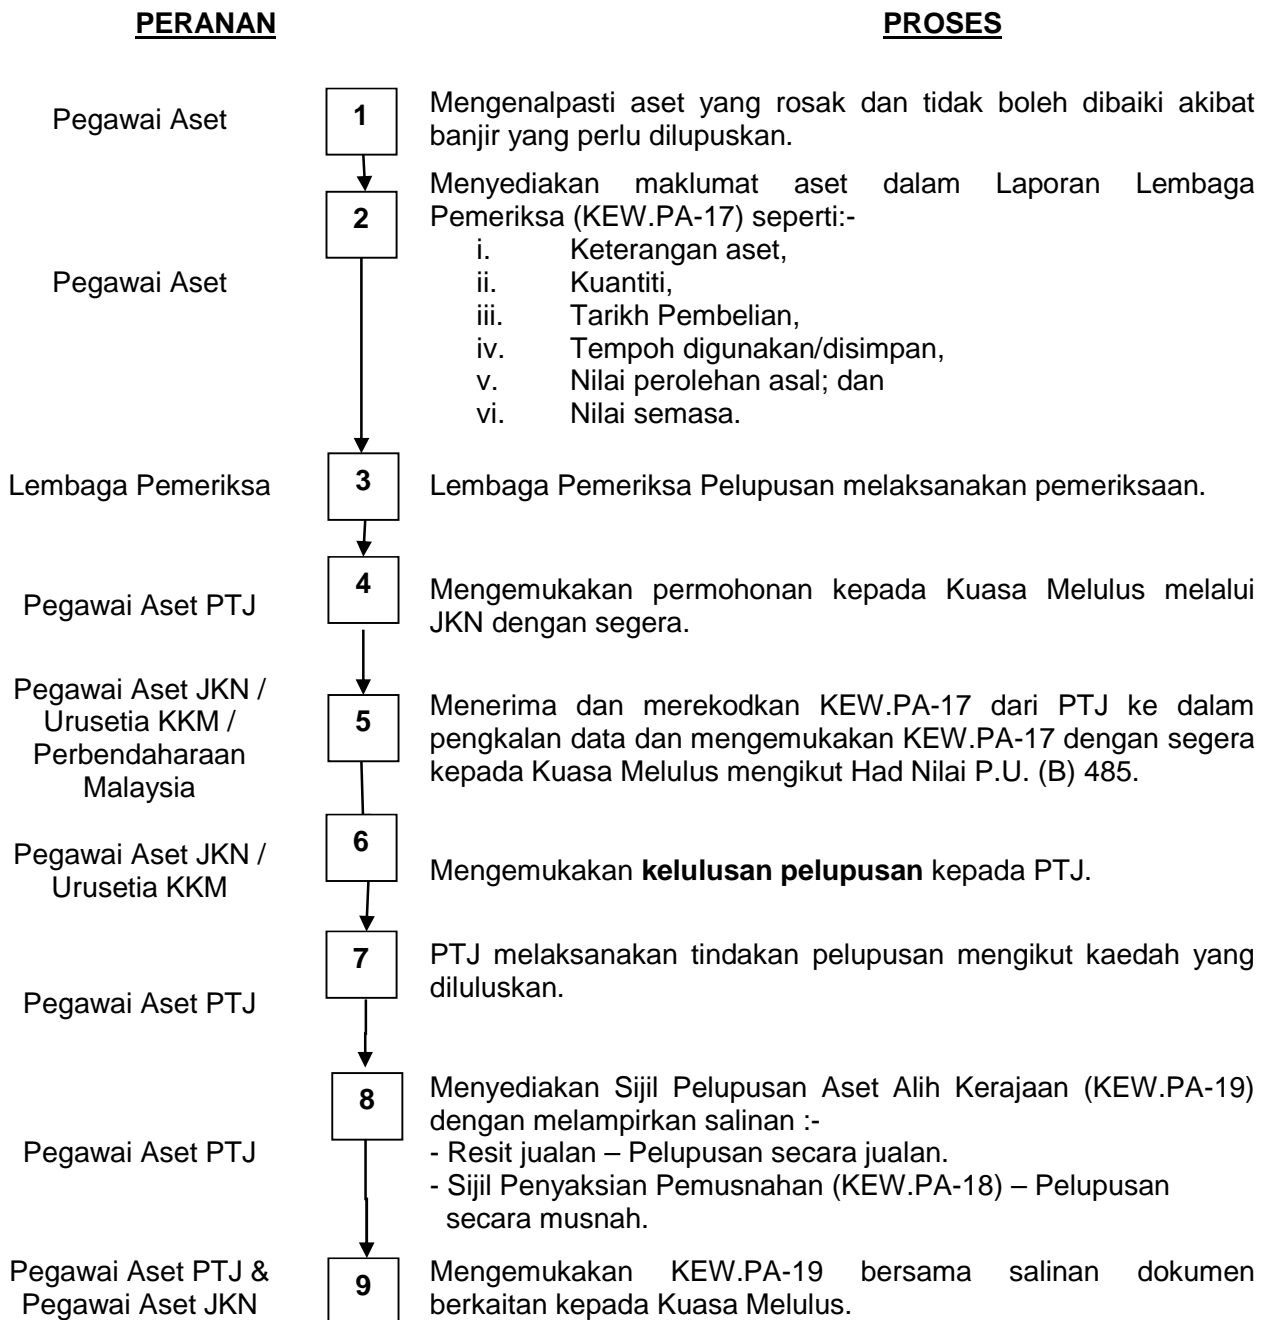 PERANAN
PROSES
Pegawai Aset
1
Mengenalpasti aset yang rosak dan tidak boleh dibaiki akibat
banjir yang perlu dilupuskan.
Pegawai Aset
2
Menyediakan maklumat aset dalam Laporan Lembaga
Pemeriksa (KEW.PA-17) seperti:-
i. Keterangan aset,
ii. Kuantiti,
iii. Tarikh Pembelian,
iv. Tempoh digunakan/disimpan,
v. Nilai perolehan asal; dan
vi. Nilai semasa.
Lembaga Pemeriksa
3
Lembaga Pemeriksa Pelupusan melaksanakan pemeriksaan.
Pegawai Aset PTJ
4
Mengemukakan permohonan kepada Kuasa Melulus melalui
JKN dengan segera.
Pegawai Aset JKN /
Urusetia KKM /
Perbendaharaan
Malaysia
5
Menerima dan merekodkan KEW.PA-17 dari PTJ ke dalam
pengkalan data dan mengemukakan KEW.PA-17 dengan segera
kepada Kuasa Melulus mengikut Had Nilai P.U. (B) 485.
Pegawai Aset JKN /
Urusetia KKM
6
Mengemukakan kelulusan pelupusan kepada PTJ.
Pegawai Aset PTJ
7
PTJ melaksanakan tindakan pelupusan mengikut kaedah yang
diluluskan.
Pegawai Aset PTJ
8
Menyediakan Sijil Pelupusan Aset Alih Kerajaan (KEW.PA-19)
dengan melampirkan salinan :-
- Resit jualan – Pelupusan secara jualan.
- Sijil Penyaksian Pemusnahan (KEW.PA-18) – Pelupusan
secara musnah.
Pegawai Aset PTJ &
Pegawai Aset JKN
9
Mengemukakan KEW.PA-19 bersama salinan dokumen
berkaitan kepada Kuasa Melulus.